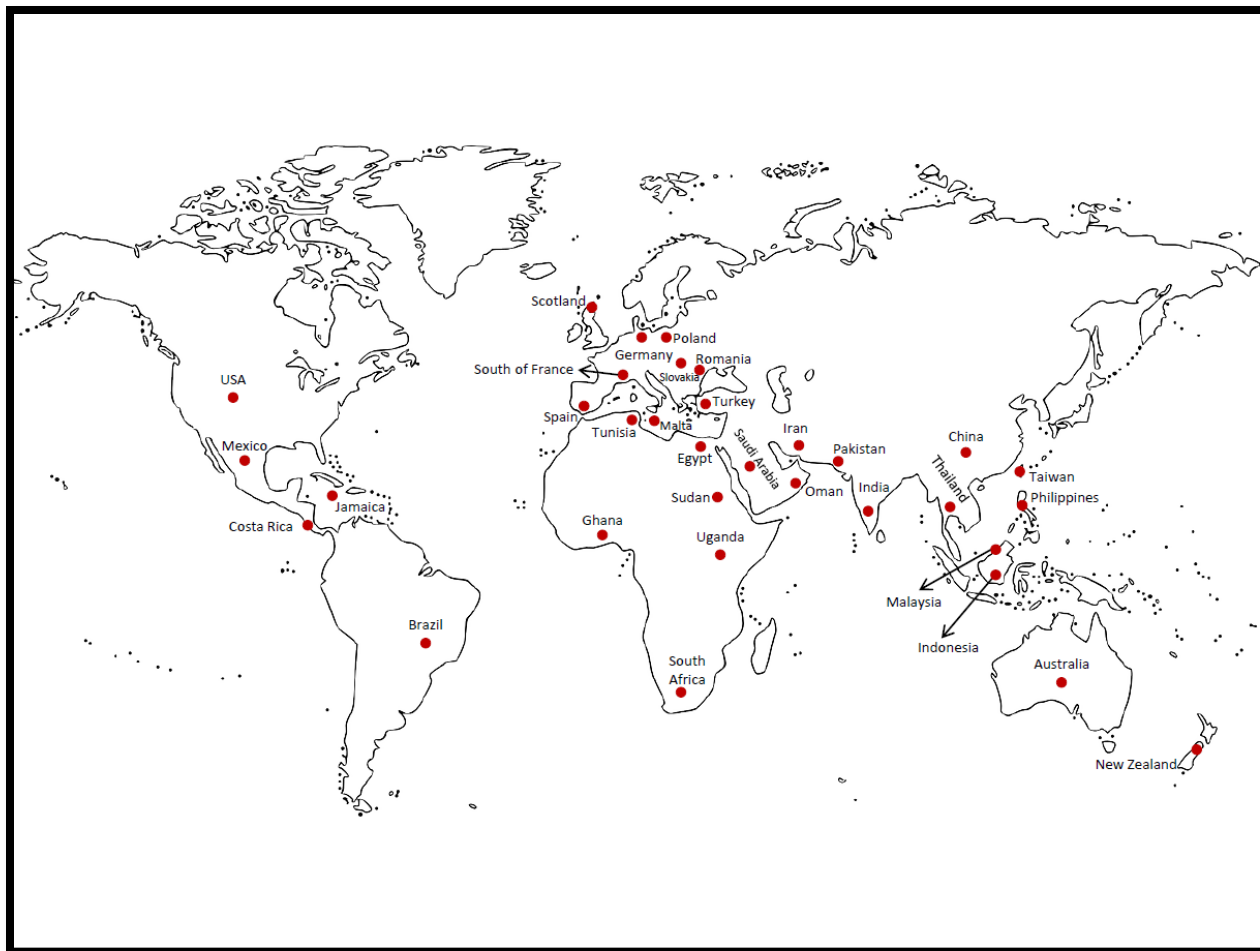 Scotland
Poland
Germany
Romania
South of France
Slovakia
USA
Turkey
Spain
Tunisia
Malta
Mexico
Iran
China
Egypt
Saudi Arabia
Pakistan
Thailand
Taiwan
Sudan
Oman
India
Philippines
Jamaica
Costa Rica
Ghana
Uganda
Malaysia
Brazil
Indonesia
South
Africa
Australia
New Zealand